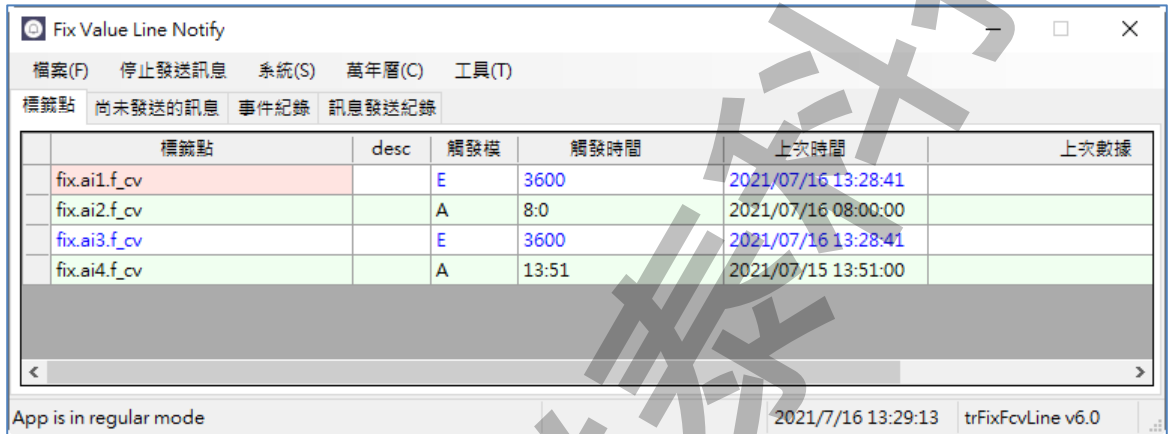 Fix Value Line Notify
檔案(F) 停止發送訊息 系統(S) 萬年曆(C) 工具(T)
標籤點 尚未發送的訊息 事件紀錄 訊息發送紀錄
標籤點 desc 觸發模 觸發時間 上次時間 上次數據
fix.ai1.f_cv E 3600 2021/07/16 13:28:41
fix.ai2.f_cv A 8:0 2021/07/16 08:00:00
fix.ai3.f_cv E 3600 2021/07/16 13:28:41
fix.ai4.f_cv A 13:51 2021/07/15 13:51:00
App is in regular mode 2021/7/16 13:29:13 trFixFcvLine v6.0